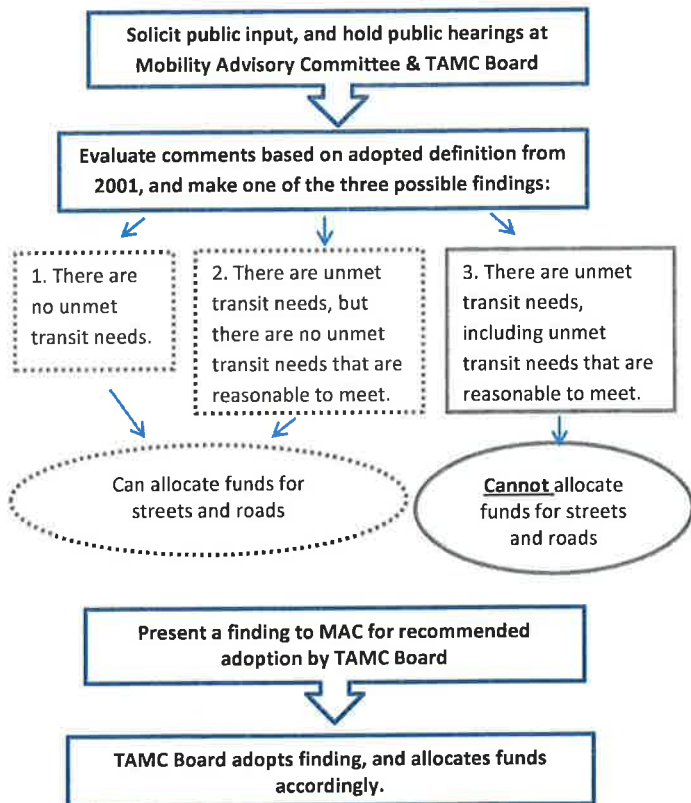 Solicit public input, and hold public hearings at
Mobility Advisory Committee & TAMC Board
Evaluate comments based on adopted definition from
2001, and make one of the three possible findings:
1. There are
no unmet
transit needs.
2. There are unmet
transit needs, but
there are no unmet
transit needs that are
reasonable to meet.
3. There are unmet
transit needs,
including unmet
transit needs that are
reasonable to meet.
Can allocate funds for
streets and roads
Cannot allocate
funds for streets
and roads
Present a finding to MAC for recommended
adoption by TAMC Board
TAMC Board adopts finding, and allocates funds
accordingly.